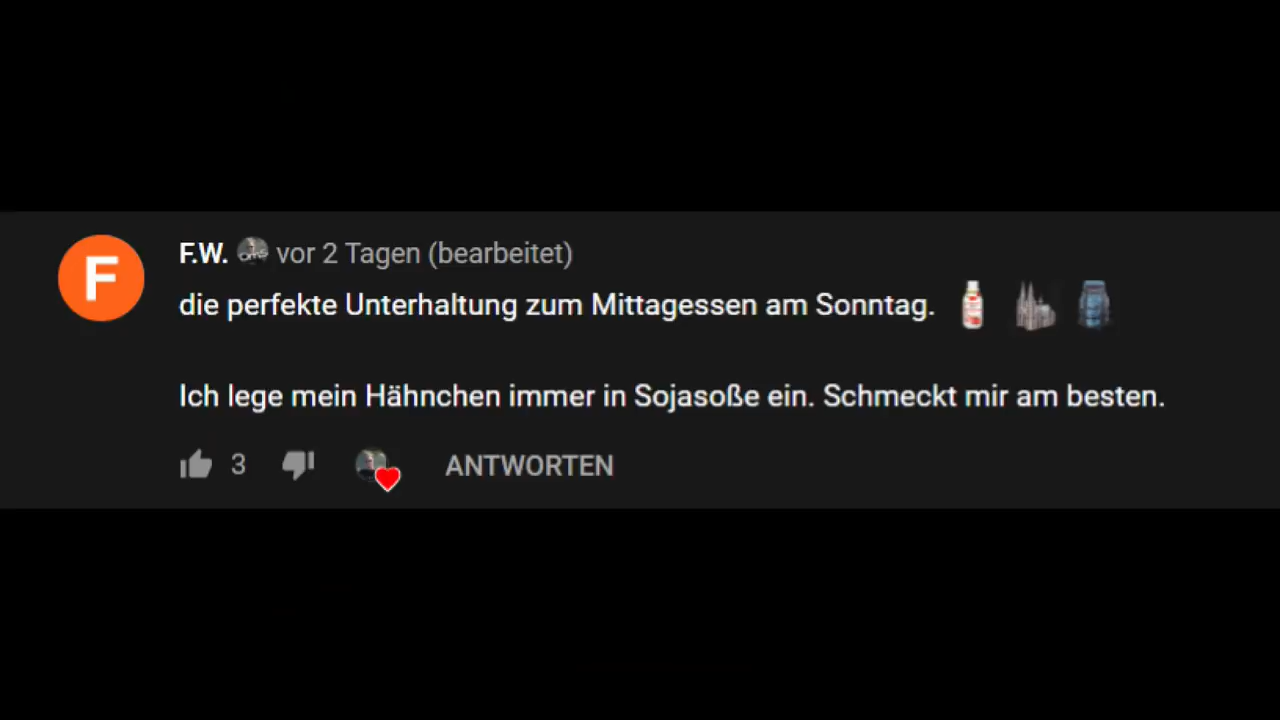 F
F.W. vor 2 Tagen (bearbeitet)
die perfekte Unterhaltung zum Mittagessen am Sonntag.
Ich lege mein Hähnchen immer in Sojasoße ein. Schmeckt mir am besten.
3 ANTWORTEN